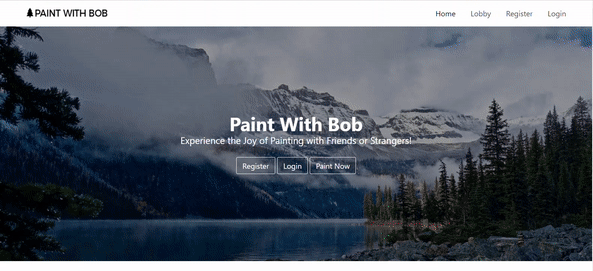 PAINT WITH BOB
Home Lobby Register Login
Paint With Bob
Experience the Joy of Painting with Friends or Strangers!
Register Login Paint Now